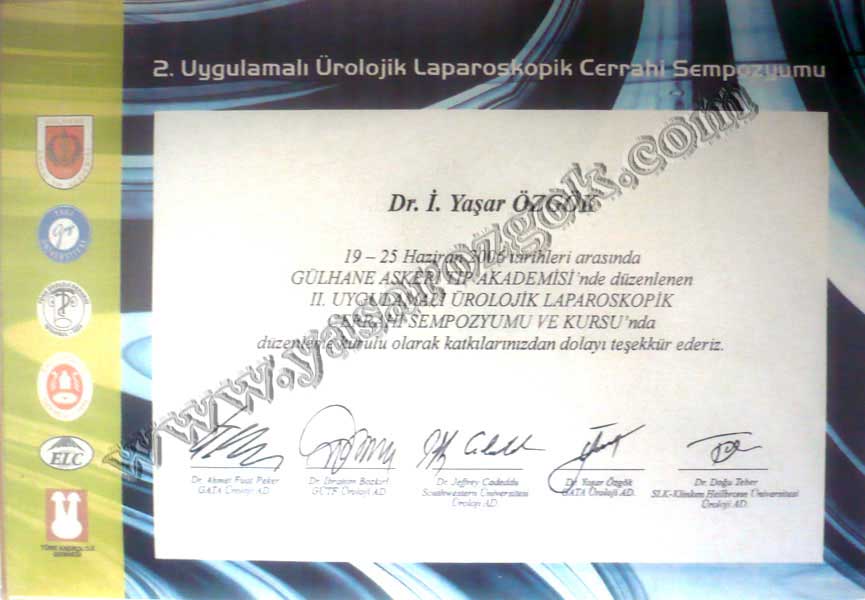 2. Uygulamalı Ürolojik Laparoskopik Cerrahi Sempozyumu
Dr. İ. Yaşar ÖZGÖK
19 – 25 Haziran 2006 tarihleri arasında
GÜLHANE ASKERİ TIP AKADEMİSİ'nde düzenlenen
II. UYGULAMALI ÜROLOJİK LAPAROSKOPİK
CERRAHİ SEMPOZYUMU VE KURSU'nda
düzenleme kurulu olarak katkılarınızdan dolayı teşekkür ederiz.
www.yasarozgok.com
Dr. Ahmet Fuat Peker
GATA Üroloji AD.
Dr. İbrahim Bozkırlı
GÜTF Üroloji AD.
Dr. Jeffrey Cadeddu
Southwestern Üniversitesi
Üroloji AD.
Dr. Yaşar Özgök
GATA Üroloji AD.
Dr. Doğu Teber
SLK-Kliniken Heilbronn Üniversitesi
Üroloji AD.
ELC